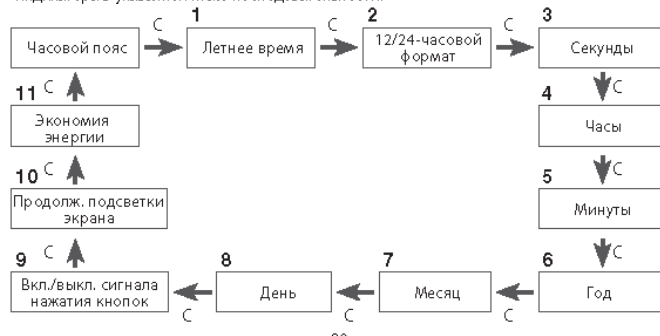 С 1 С 2 С 3
Часовой пояс Летнее время 12/24-часовой
формат Секунды
11 С С
4
Экономия
энергии Часы
10 С С
5
Продолж. подсветки
экрана Минуты
9 С 8 7 6 С
Вкл./выкл. сигнала
нажатия кнопок День Месяц Год
С С С